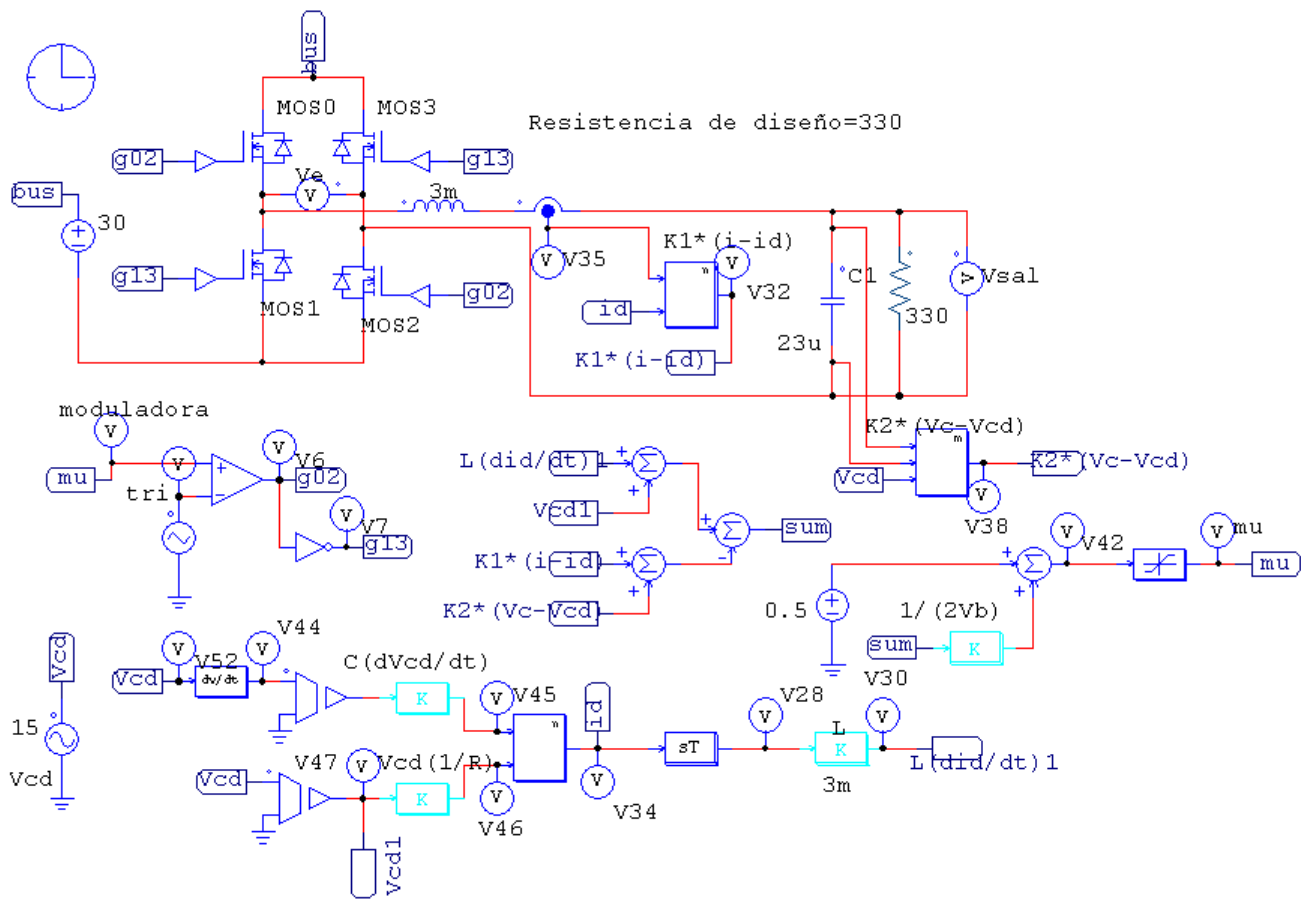 bus
MOS0 MOS3
Resistencia de diseño=330
g02 g13
Ve
bus 3m
30
K1*(i-id)
V35
g13 C1 Vsal
V32
id
g02
MOS1 330
MOS2 23u
K1*(i-id)
moduladora
K2*(Vc-Vcd)
V
m
n
mu V6 L(did/dt)1 K2*(Vc-Vcd)
g02 Vcd
tri
V7 Vcd1 V38
sum
g13 K1*(i-id) V42 mu
mu
0.5 1/(2Vb)
K2*(Vc-Vcd)
sum K
V44
Vcd V52 C(dVcd/dt)
Vcd dv/dt V45 id V28 V30
K
n
15 L
sT K
Vcd V47 Vcd(1/R) L(did/dt)1
Vcd 3m
K V34
V46
Vcd1